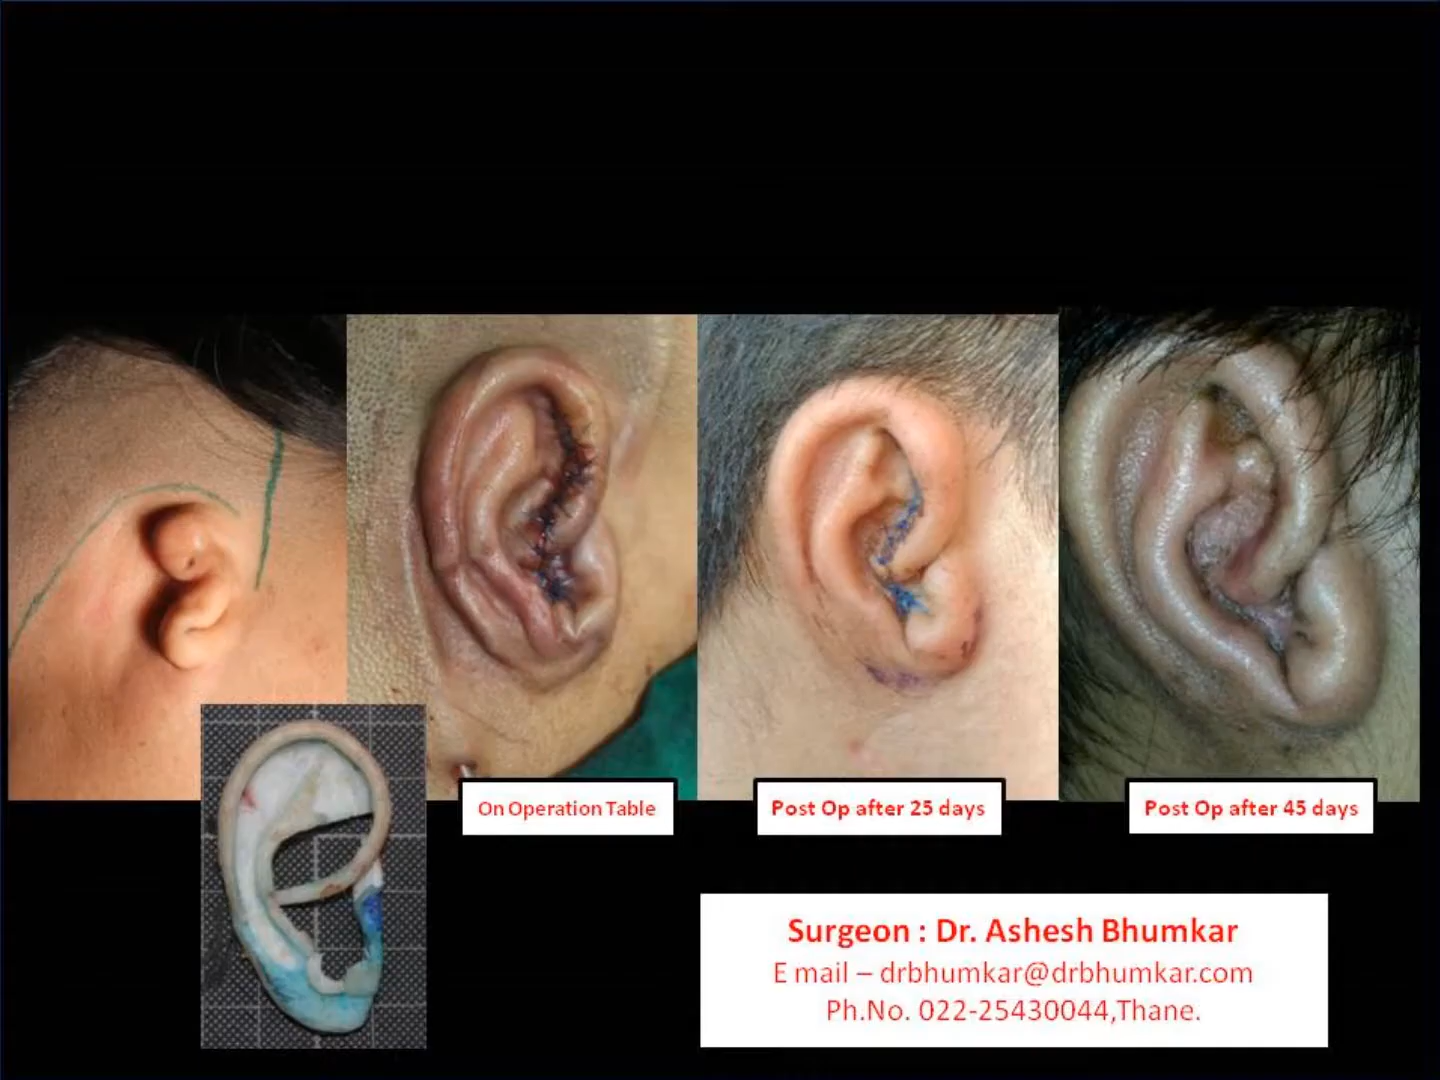 On Operation Table
Post Op after 25 days
Post Op after 45 days
Surgeon : Dr. Ashesh Bhumkar
E mail – drbhumkar@drbhumkar.com
Ph.No. 022-25430044,Thane.